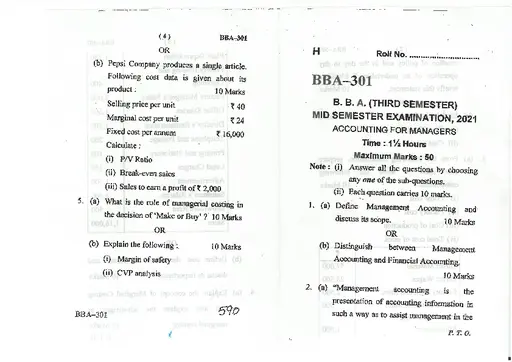 (4)
BBA-301
OR
(b) Pepsi Company produces a single article.
Following cost data is given about its
product : 10 Marks
Selling price per unit ₹ 40
Marginal cost per unit ₹ 24
Fixed cost per annum ₹ 16,000
Calculate :
(i) P/V Ratio
(ii) Break-even sales
(iii) Sales to earn a profit of ₹ 2,000
5. (a) What is the role of managerial costing in
the decision of 'Make or Buy' ? 10 Marks
OR
(b) Explain the following : 10 Marks
(i) Margin of safety
(ii) CVP analysis
BBA-301
590
H
Roll No. ............................
BBA-301
B. B. A. (THIRD SEMESTER)
MID SEMESTER EXAMINATION, 2021
ACCOUNTING FOR MANAGERS
Time : 1½ Hours
Maximum Marks : 50
Note : (i) Answer all the questions by choosing
any one of the sub-questions.
(ii) Each question carries 10 marks.
1. (a) Define Management Accounting and
discuss its scope. 10 Marks
OR
(b) Distinguish between Management
Accounting and Financial Accounting.
10 Marks
2. (a) "Management accounting is the
presentation of accounting information in
such a way as to assist management in the
P. T. O.